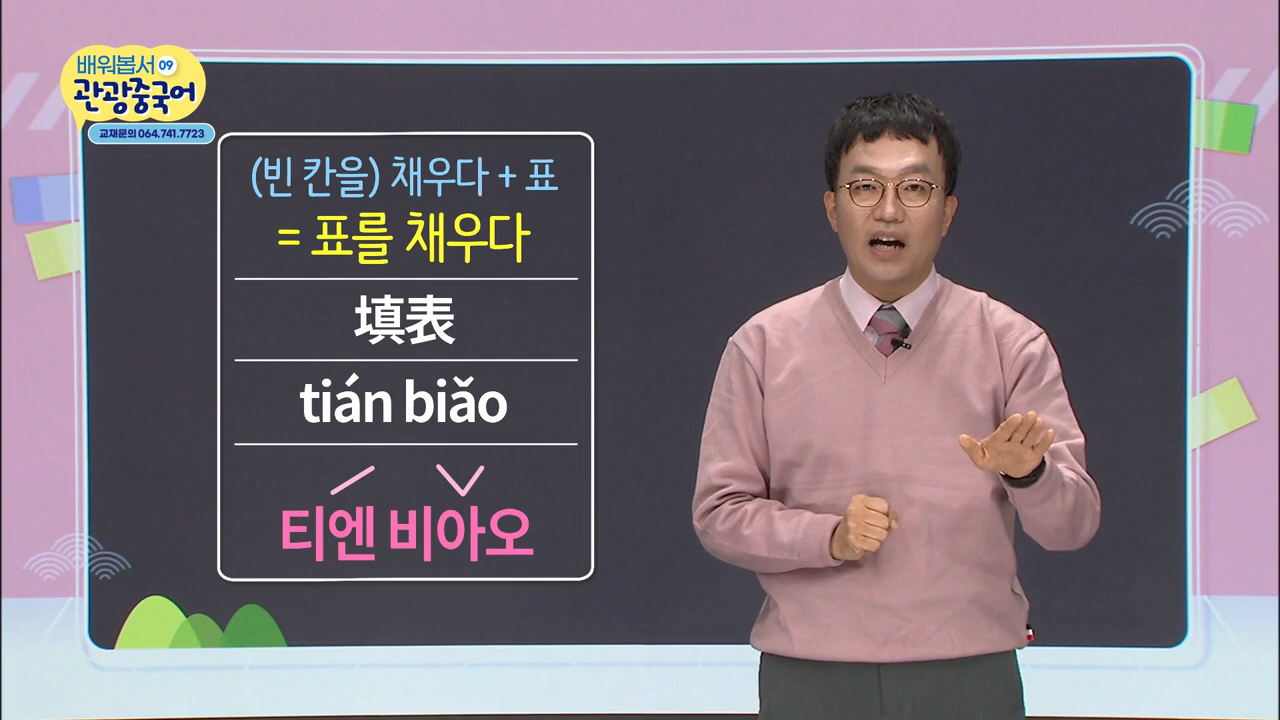 배워봅서 09
관광중국어
교재문의 064.741.7723
(빈 칸을) 채우다 + 표
= 표를 채우다
填表
tián biǎo
티엔 비아오